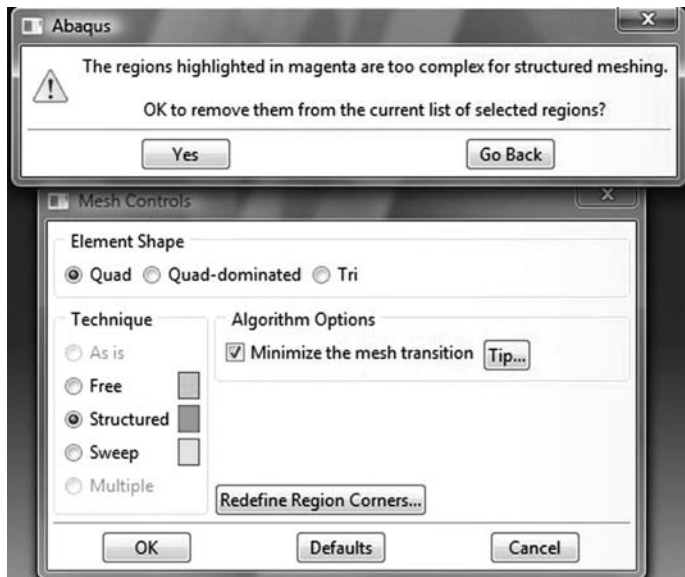 Abaqus
The regions highlighted in magenta are too complex for structured meshing.
OK to remove them from the current list of selected regions?
Yes
Go Back
Mesh Controls
Element Shape
Quad Quad-dominated Tri
Technique
As is
Free
Structured
Sweep
Multiple
Algorithm Options
Minimize the mesh transition Tip...
Redefine Region Corners...
OK Defaults Cancel